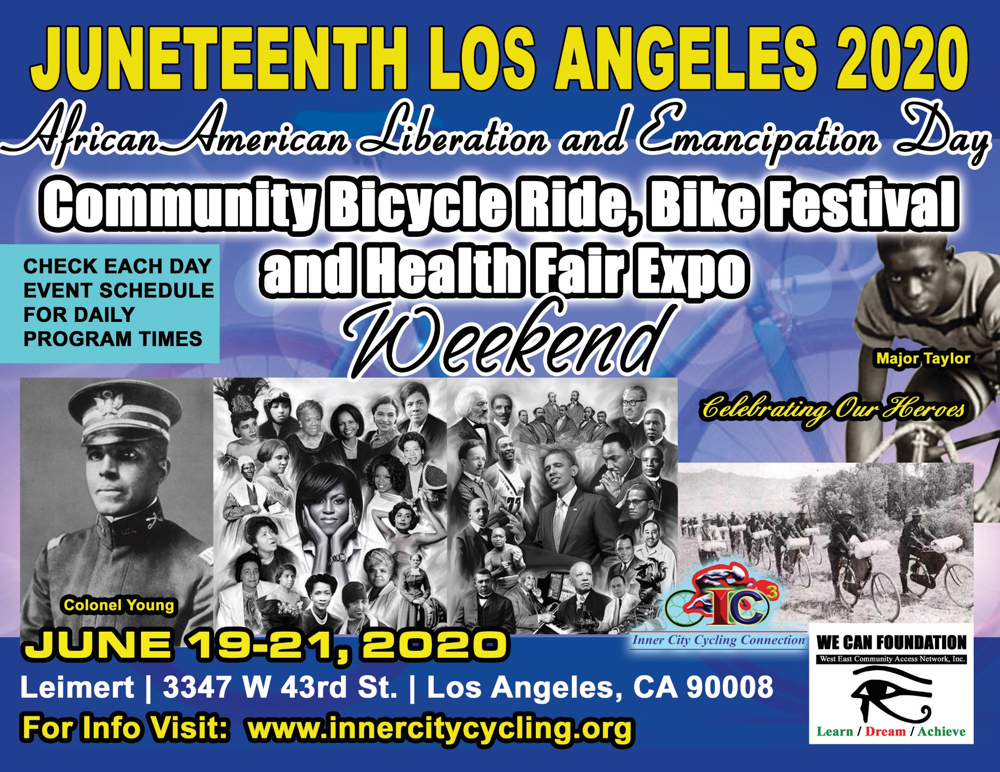 JUNETEENTH LOS ANGELES 2020
African American Liberation and Emancipation Day
Community Bicycle Ride, Bike Festival
and Health Fair Expo
Weekend
CHECK EACH DAY
EVENT SCHEDULE
FOR DAILY
PROGRAM TIMES
Major Taylor
Celebrating Our Heroes
73
Colonel Young
IC3
Inner City Cycling Connection
JUNE 19-21, 2020
Leimert | 3347 W 43rd St. | Los Angeles, CA 90008
For Info Visit: www.innercitycycling.org
WE CAN FOUNDATION
West East Community Access Network, Inc.
Learn / Dream / Achieve